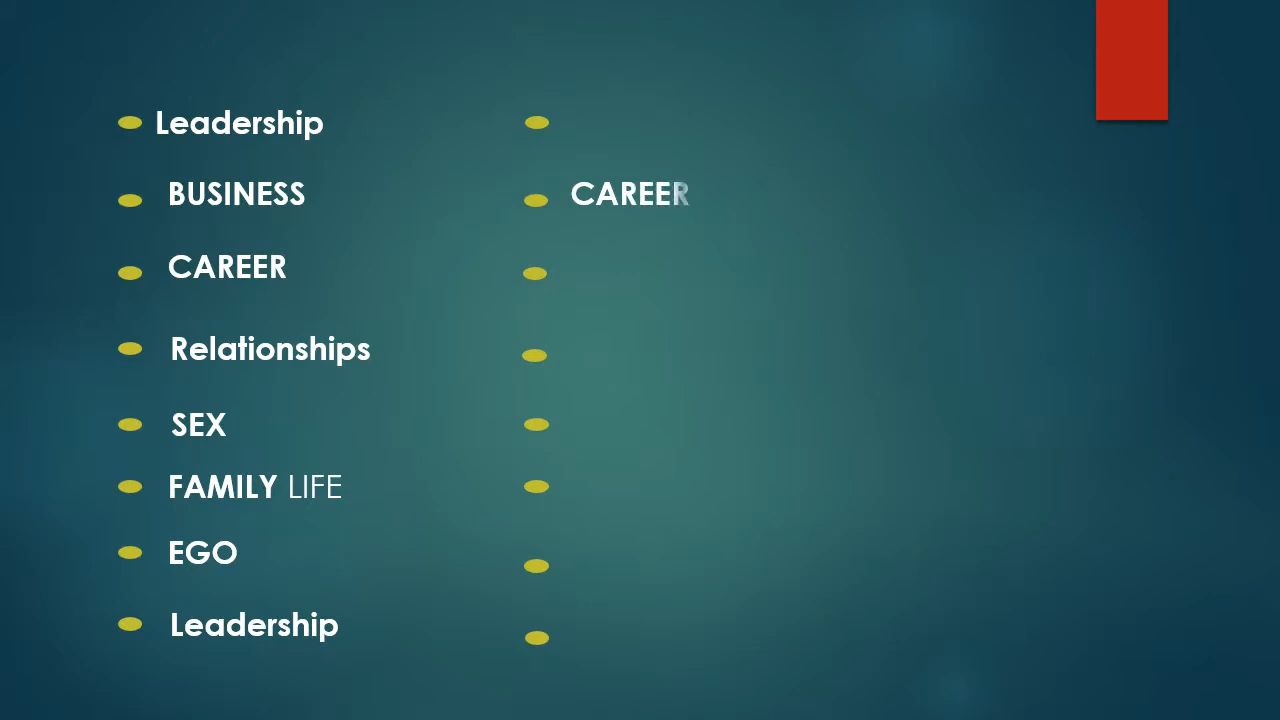 Leadership
BUSINESS
CAREER
Relationships
SEX
FAMILY LIFE
EGO
Leadership
CAREER